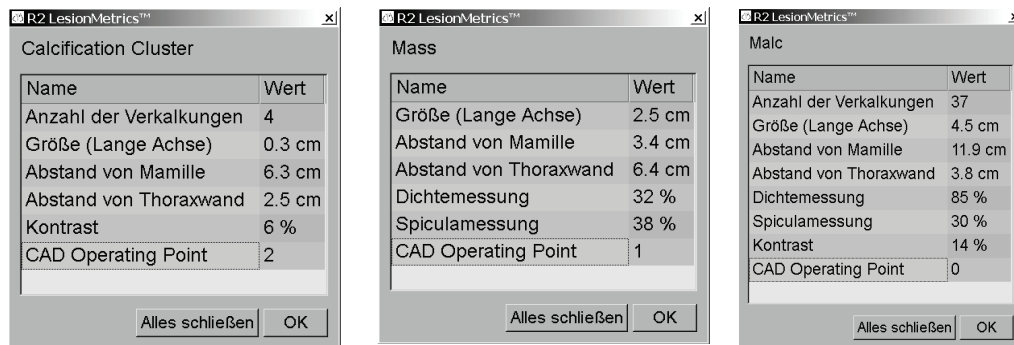 R2 LesionMetrics™
Calcification Cluster
Name Wert
Anzahl der Verkalkungen 4
Größe (Lange Achse) 0.3 cm
Abstand von Mamille 6.3 cm
Abstand von Thoraxwand 2.5 cm
Kontrast 6 %
CAD Operating Point 2
Alles schließen OK
R2 LesionMetrics™
Mass
Name Wert
Größe (Lange Achse) 2.5 cm
Abstand von Mamille 3.4 cm
Abstand von Thoraxwand 6.4 cm
Dichtemessung 32 %
Spiculamessung 38 %
CAD Operating Point 1
Alles schließen OK
R2 LesionMetrics™
Malc
Name Wert
Anzahl der Verkalkungen 37
Größe (Lange Achse) 4.5 cm
Abstand von Mamille 11.9 cm
Abstand von Thoraxwand 3.8 cm
Dichtemessung 85 %
Spiculamessung 30 %
Kontrast 14 %
CAD Operating Point 0
Alles schließen OK